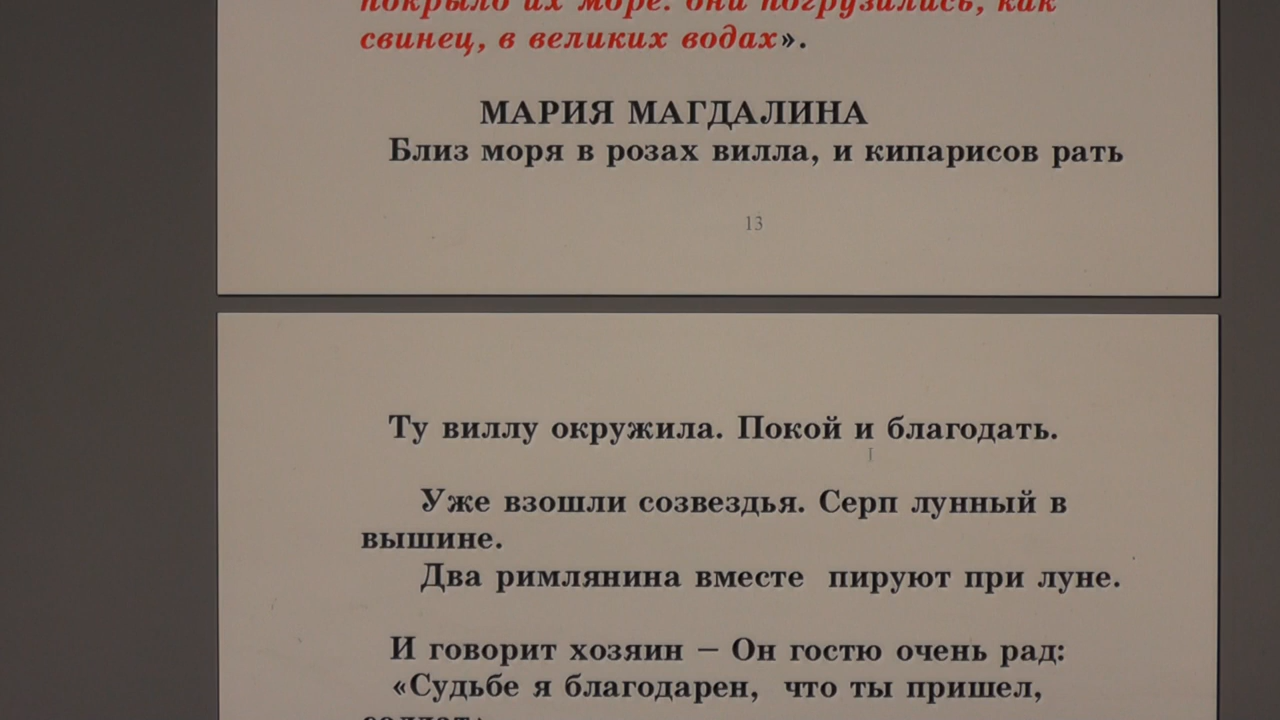 покрыло их море: они погрузились, как
свинец, в великих водах».
МАРИЯ МАГДАЛИНА
Близ моря в розах вилла, и кипарисов рать
13
Ту виллу окружила. Покой и благодать.
Уже взошли созвездья. Серп лунный в
вышине.
Два римлянина вместе пируют при луне.
И говорит хозяин – Он гостю очень рад:
«Судьбе я благодарен, что ты пришел,